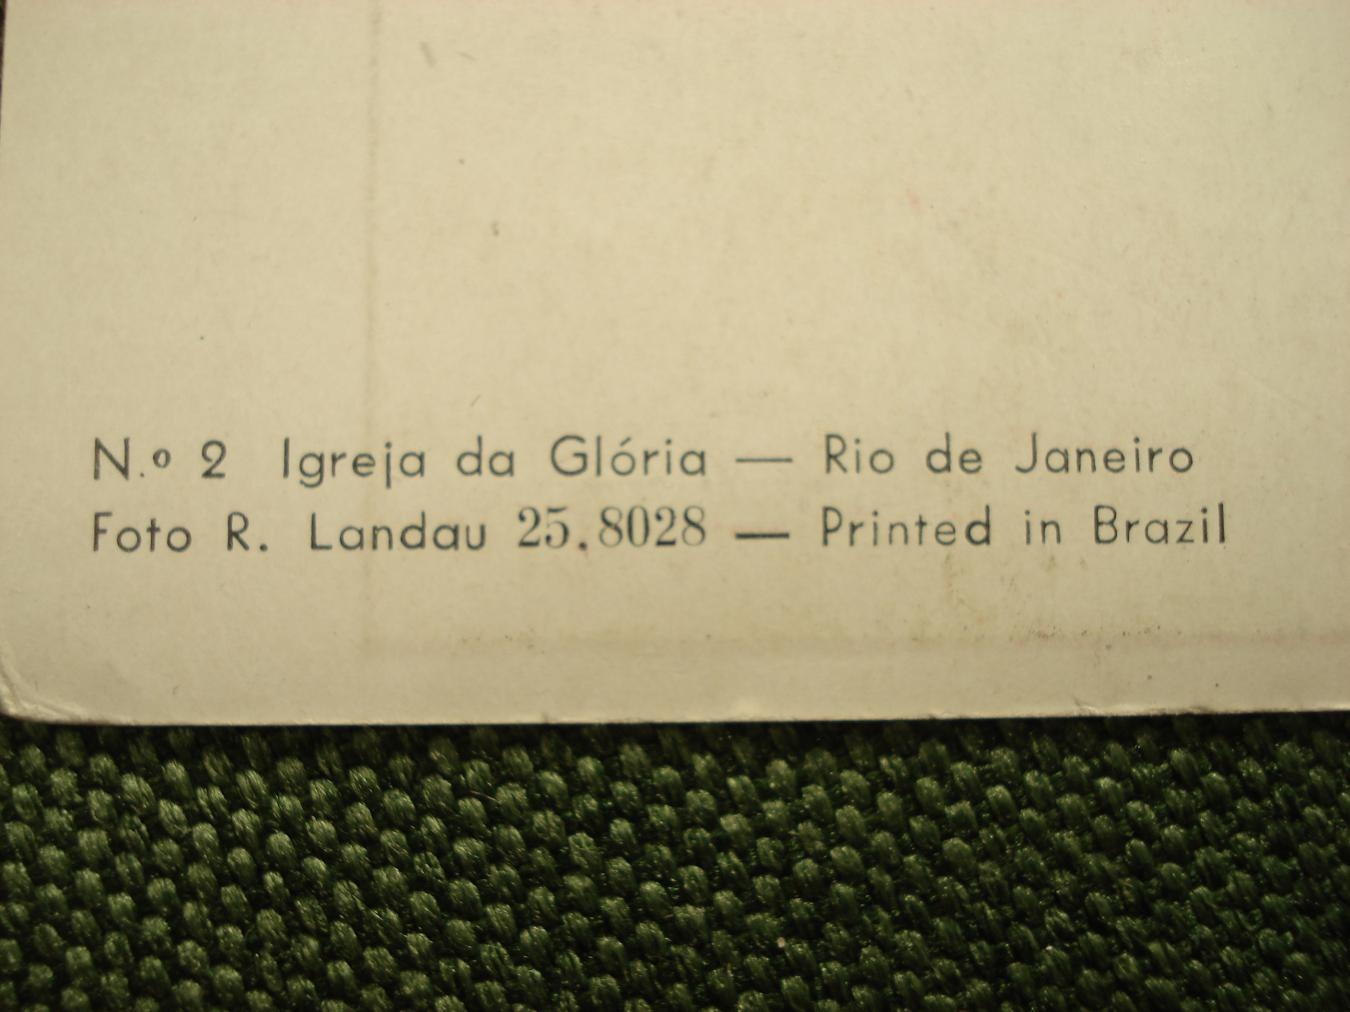 N.º 2 Igreja da Glória — Rio de Janeiro
Foto R. Landau 25.8028 — Printed in Brazil